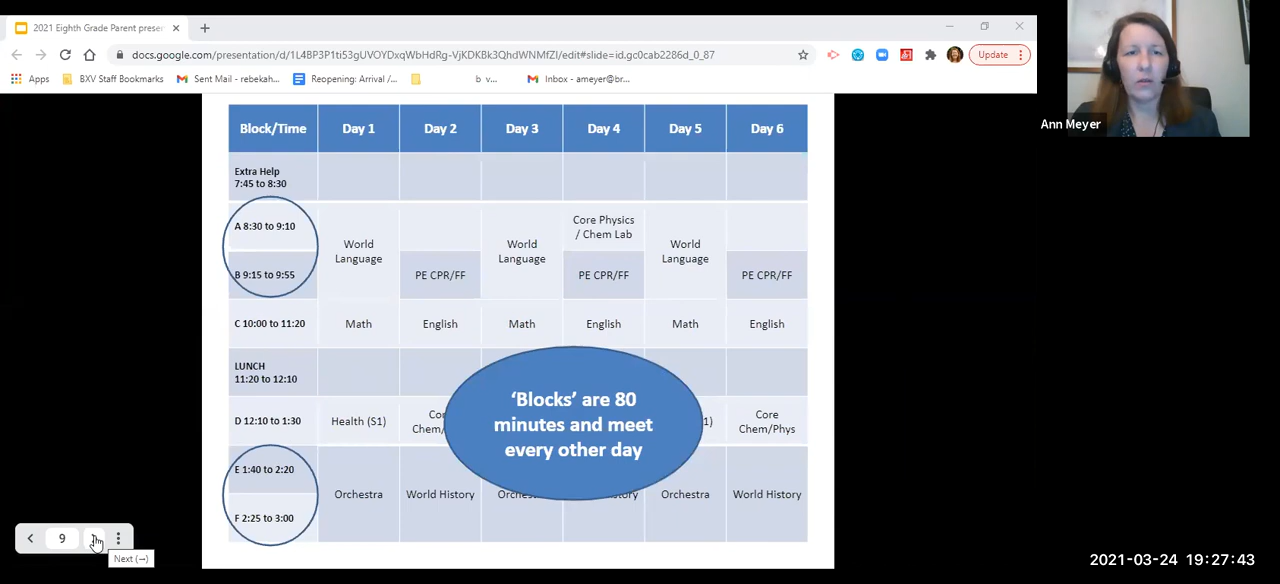 2021 Eighth Grade Parent presen
docs.google.com/presentation/d/1L4BP3P1ti53gUVOYDxqWbHdRg-VjKDKBk3QhdWNMfZI/edit#slide=id.gc0cab2286d_0_87
Update
Apps
BXV Staff Bookmarks
Sent Mail - rebekah...
Reopening: Arrival /...
b v...
Inbox - ameyer@br...
Ann Meyer
Block/Time Day 1 Day 2 Day 3 Day 4 Day 5 Day 6
Extra Help
7:45 to 8:30
A 8:30 to 9:10
Core Physics
/ Chem Lab
World
Language
World
Language
World
Language
B 9:15 to 9:55
PE CPR/FF PE CPR/FF PE CPR/FF
C 10:00 to 11:20 Math English Math English Math English
LUNCH
11:20 to 12:10
'Blocks' are 80
minutes and meet
every other day
D 12:10 to 1:30 Health (S1)
Core
Chem/Phys
E 1:40 to 2:20
Orchestra World History Orchestra World History
F 2:25 to 3:00
9
Next (→)
2021-03-24 19:27:43